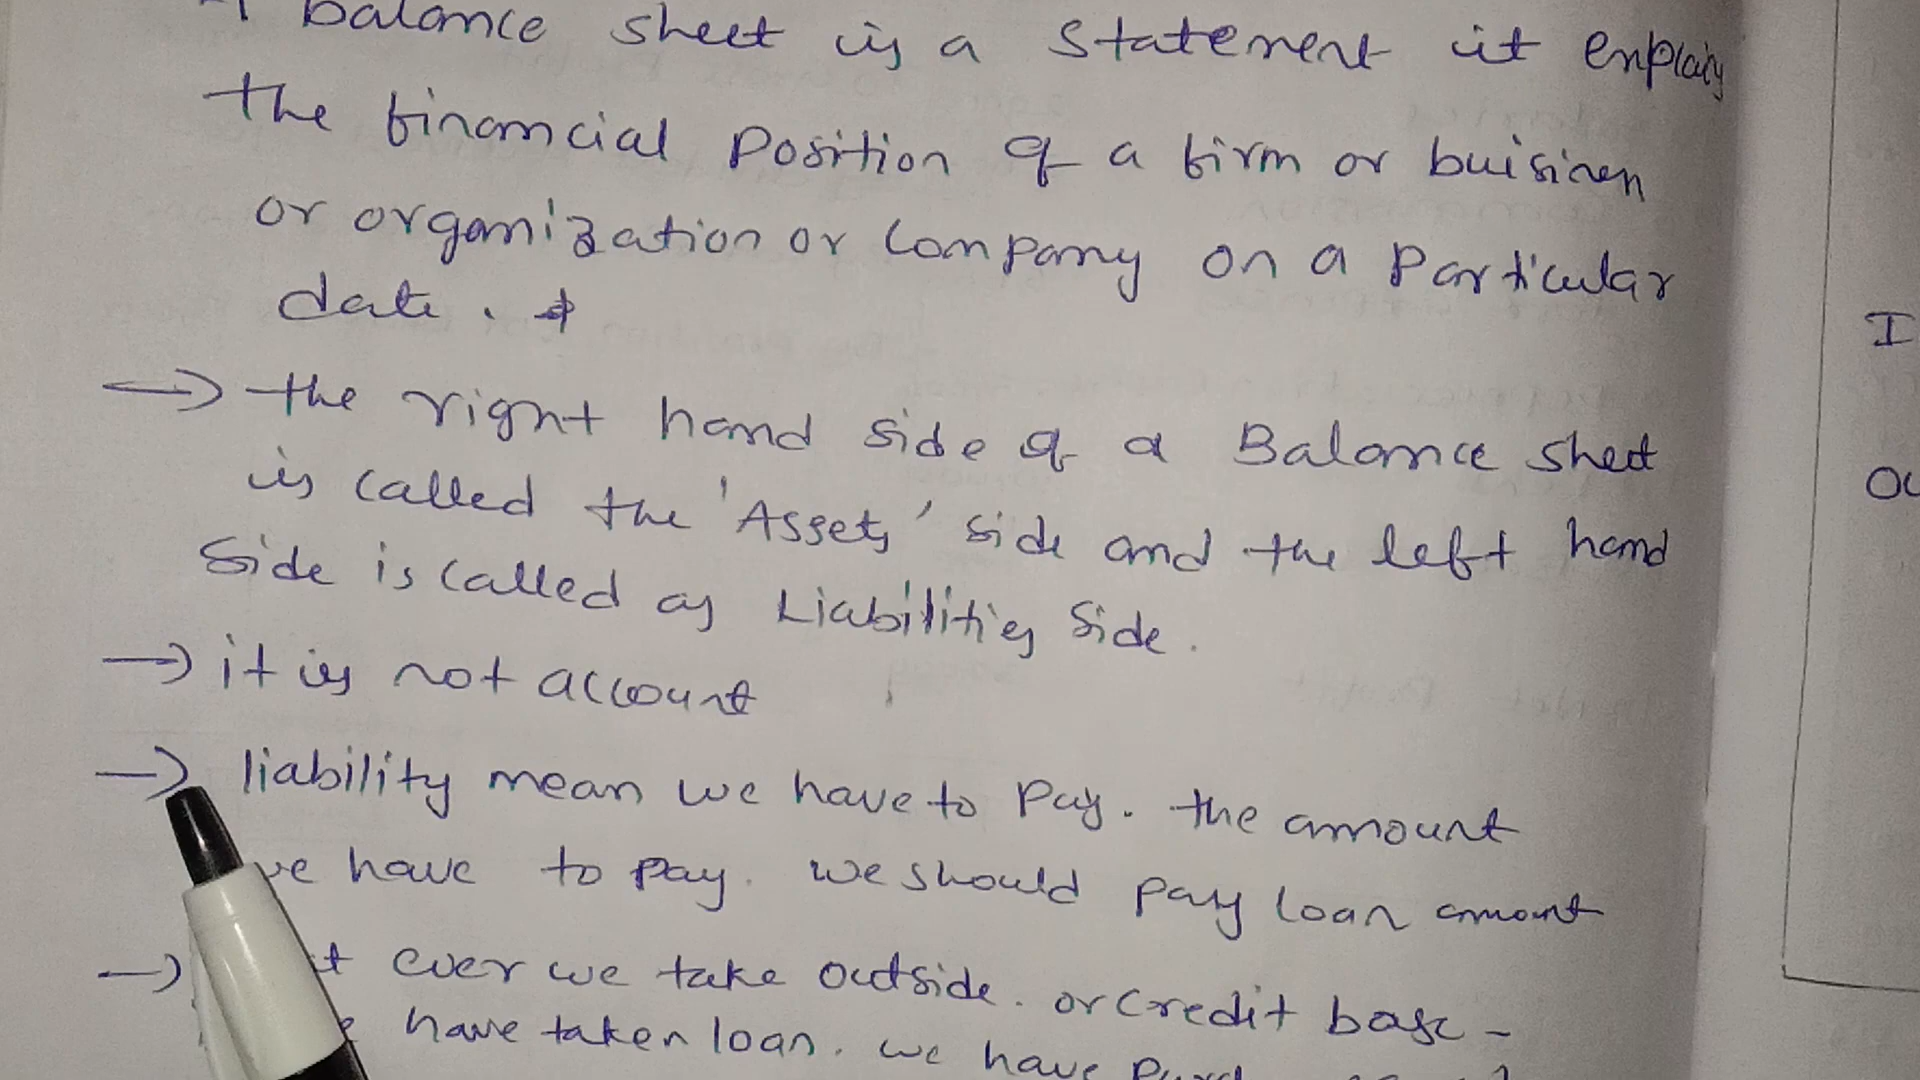 balance sheet is a statement it explains
the financial position of a firm or buisiness
or organization or company on a particular
date.
→ the right hand side of a Balance sheet
is called the 'Assets' side and the left hand
side is called as Liabilities side.
→ it is not account
→ liability mean we have to pay. the amount
we have to pay. we should pay loan amount
→ ever we take outside. or credit base -
have taken loan. we have
I